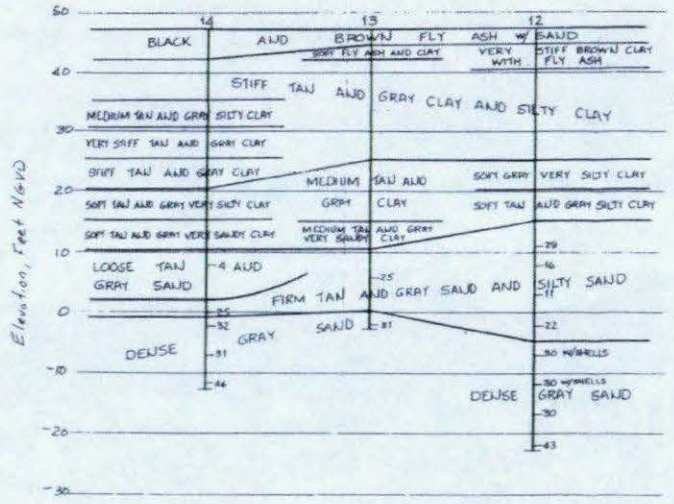 50
14
13
12
BLACK AND BROWN FLY ASH W/ SAND
SOFT FLY ASH AND CLAY
VERY STIFF BROWN CLAY
WITH FLY ASH
40
STIFF TAN AND GRAY CLAY AND SILTY CLAY
MEDIUM TAN AND GRAY SILTY CLAY
30
VERY STIFF TAN AND GRAY CLAY
STIFF TAN AND GRAY CLAY
MEDIUM TAN AND
GRAY CLAY
SOFT GRAY VERY SILTY CLAY
20
SOFT TAN AND GRAY VERY SILTY CLAY
SOFT TAN AND GRAY SILTY CLAY
SOFT TAN AND GRAY VERY SANDY CLAY
MEDIUM TAN AND GRAY
VERY SANDY CLAY
10
29
LOOSE TAN AND
GRAY SAND
4
25
16
FIRM TAN AND GRAY SAND AND SILTY SAND
11
0
25
32
31
22
DENSE GRAY SAND
31
30 W/SHELLS
46
-10
30 W/SHELLS
DENSE GRAY SAND
30
-20
43
-30
Elevation, Feet NGVD